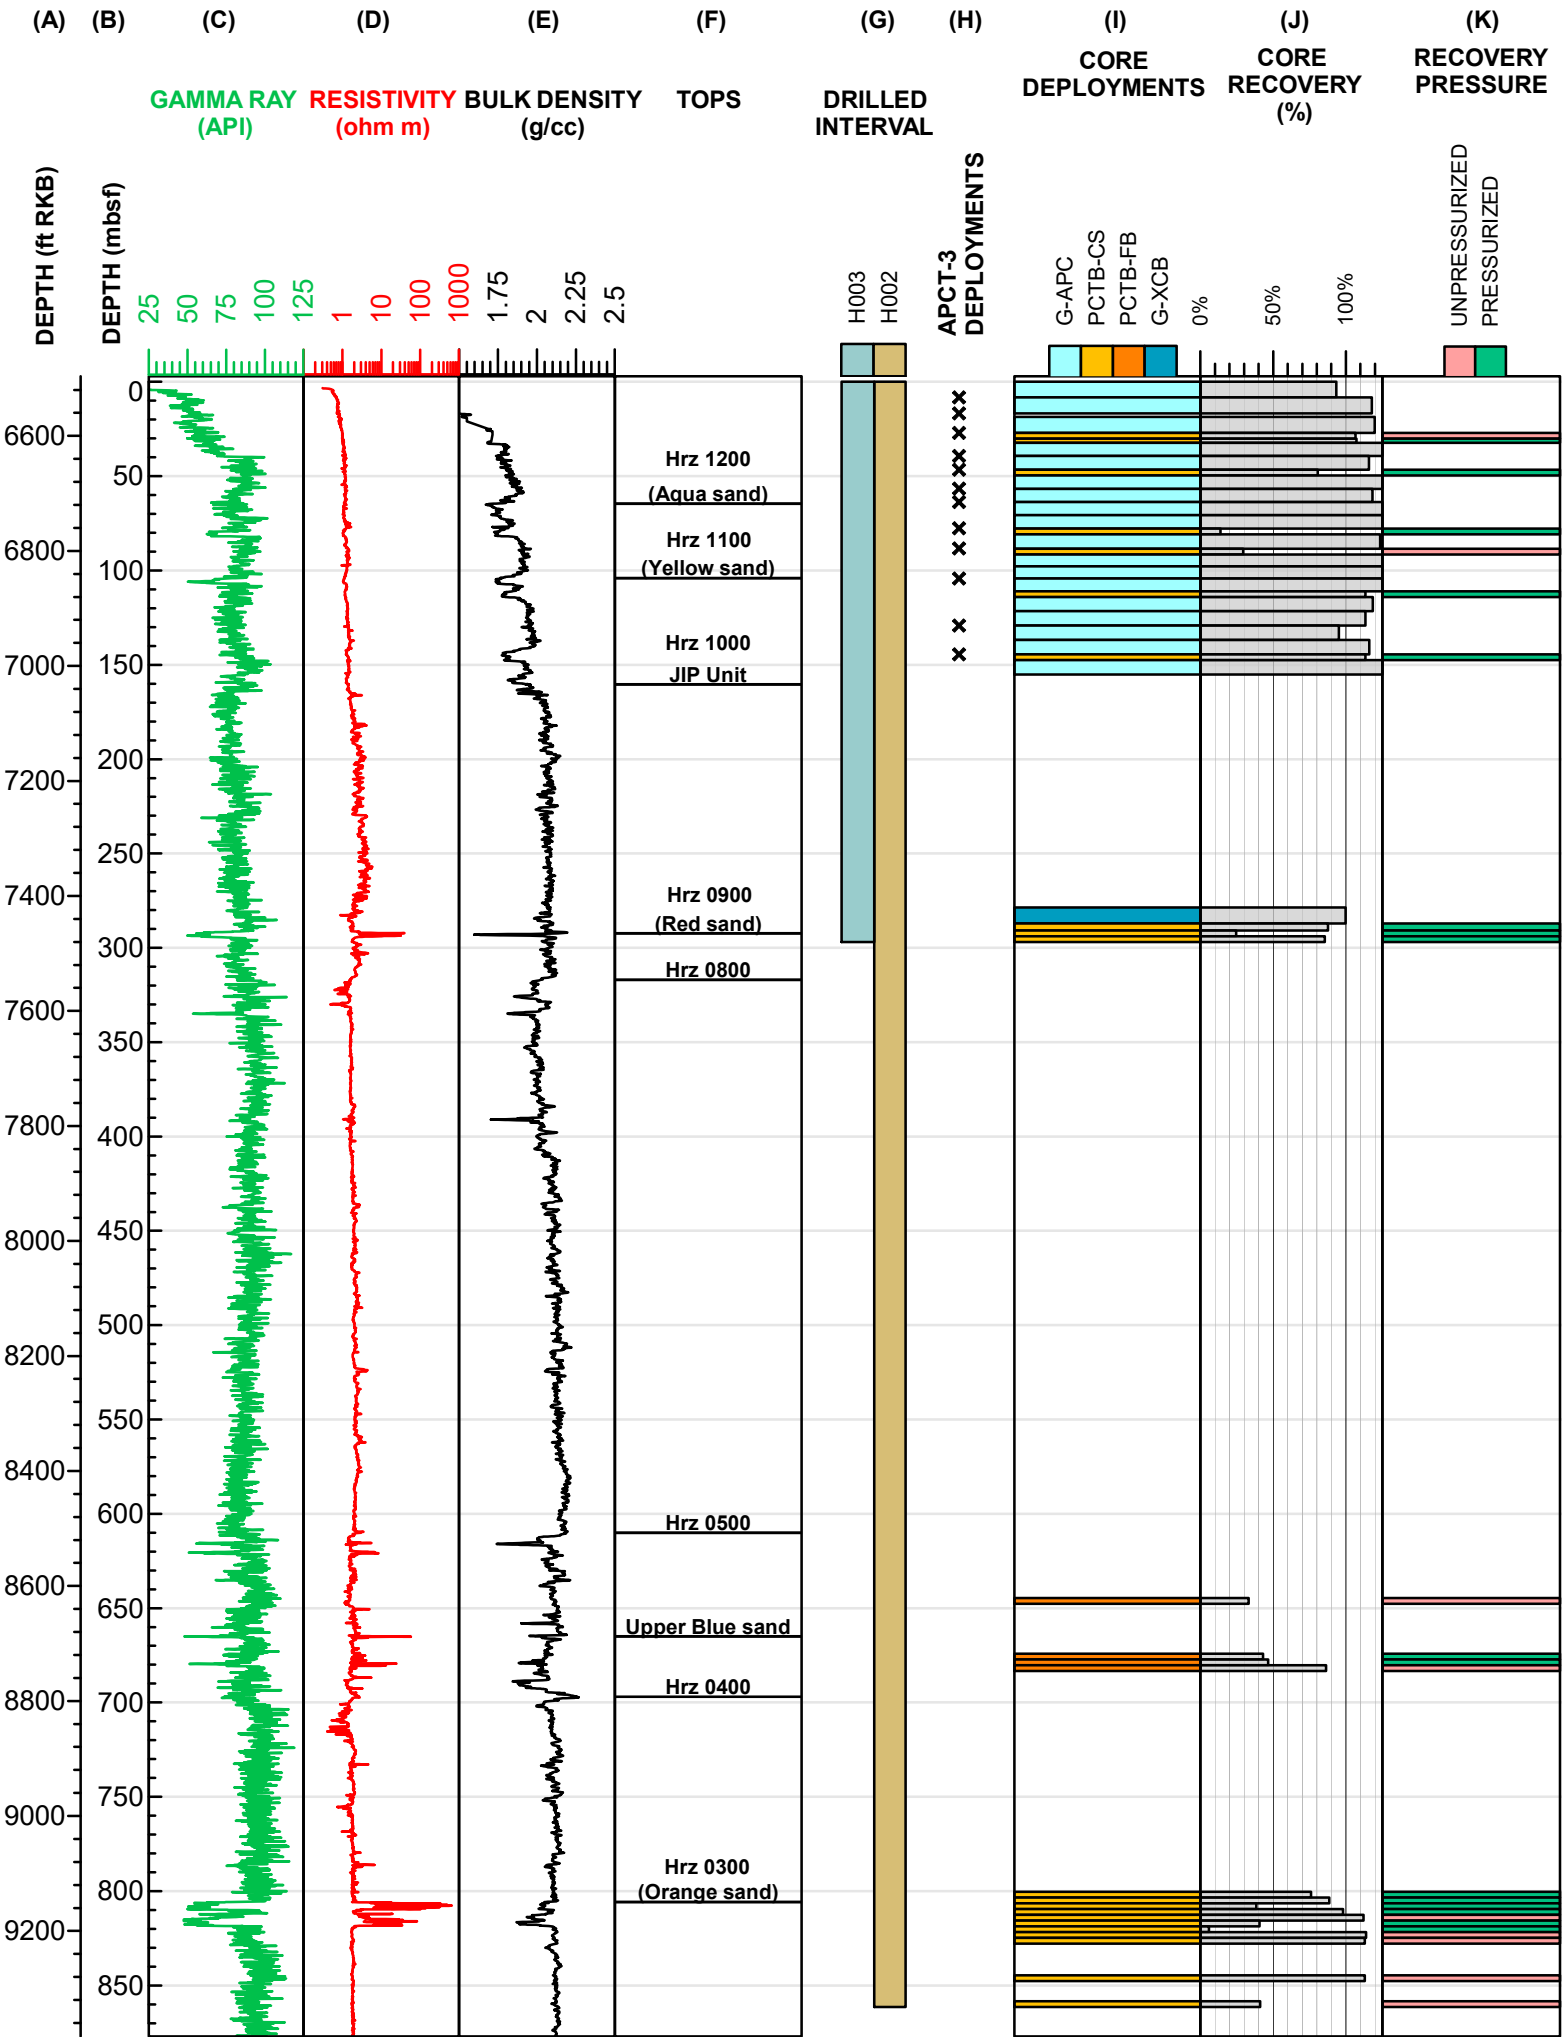 (A) (B) (C) (D) (E) (F) (G) (H) (I) (J) (K)
GAMMA RAY
(API)
RESISTIVITY
(ohm m)
BULK DENSITY
(g/cc)
TOPS
DRILLED
INTERVAL
CORE
DEPLOYMENTS
CORE
RECOVERY
(%)
RECOVERY
PRESSURE
DEPTH (ft RKB)
DEPTH (mbsf)
25 50 75 100 125
1 10 100 1000
1.75 2 2.25 2.5
H003
H002
APCT-3
DEPLOYMENTS
G-APC
PCTB-CS
PCTB-FB
G-XCB
0% 50% 100%
UNPRESSURIZED
PRESSURIZED
0
6600
50
Hrz 1200
(Aqua sand)
6800
Hrz 1100
(Yellow sand)
100
Hrz 1000
7000
150
JIP Unit
200
7200
250
7400
Hrz 0900
(Red sand)
300
Hrz 0800
7600
350
7800
400
8000
450
500
8200
550
8400
600
Hrz 0500
8600
650
Upper Blue sand
Hrz 0400
8800
700
750
9000
Hrz 0300
(Orange sand)
800
9200
850